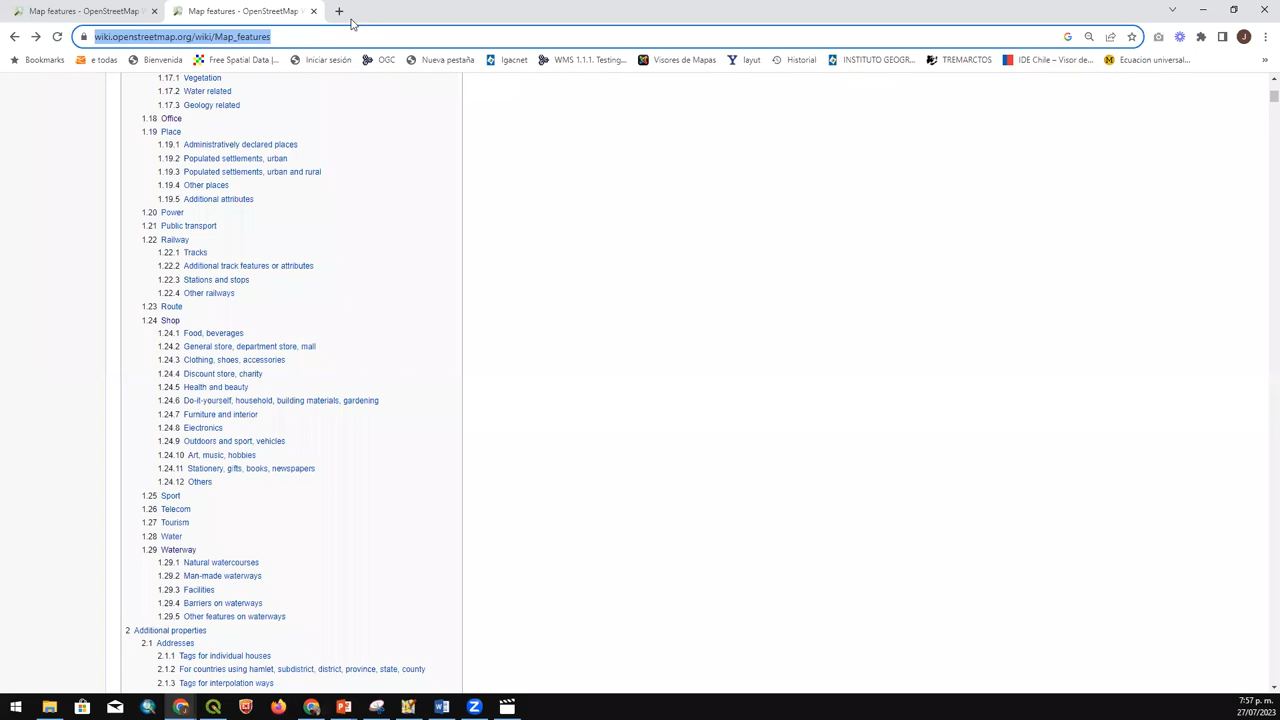 Map features - OpenStreetMap W
Map features - OpenStreetMap W
wiki.openstreetmap.org/wiki/Map_features
Bookmarks
e todas
Bienvenida
Free Spatial Data |...
Iniciar sesión
OGC
Nueva pestaña
Igacnet
WMS 1.1.1. Testing...
Visores de Mapas
layut
Historial
INSTITUTO GEOGR...
TREMARCTOS
IDE Chile – Visor de...
Ecuacion universal...
»
1.17.1 Vegetation
1.17.2 Water related
1.17.3 Geology related
1.18 Office
1.19 Place
1.19.1 Administratively declared places
1.19.2 Populated settlements, urban
1.19.3 Populated settlements, urban and rural
1.19.4 Other places
1.19.5 Additional attributes
1.20 Power
1.21 Public transport
1.22 Railway
1.22.1 Tracks
1.22.2 Additional track features or attributes
1.22.3 Stations and stops
1.22.4 Other railways
1.23 Route
1.24 Shop
1.24.1 Food, beverages
1.24.2 General store, department store, mall
1.24.3 Clothing, shoes, accessories
1.24.4 Discount store, charity
1.24.5 Health and beauty
1.24.6 Do-it-yourself, household, building materials, gardening
1.24.7 Furniture and interior
1.24.8 Electronics
1.24.9 Outdoors and sport, vehicles
1.24.10 Art, music, hobbies
1.24.11 Stationery, gifts, books, newspapers
1.24.12 Others
1.25 Sport
1.26 Telecom
1.27 Tourism
1.28 Water
1.29 Waterway
1.29.1 Natural watercourses
1.29.2 Man-made waterways
1.29.3 Facilities
1.29.4 Barriers on waterways
1.29.5 Other features on waterways
2 Additional properties
2.1 Addresses
2.1.1 Tags for individual houses
2.1.2 For countries using hamlet, subdistrict, district, province, state, county
2.1.3 Tags for interpolation ways
7:57 p. m.
27/07/2023